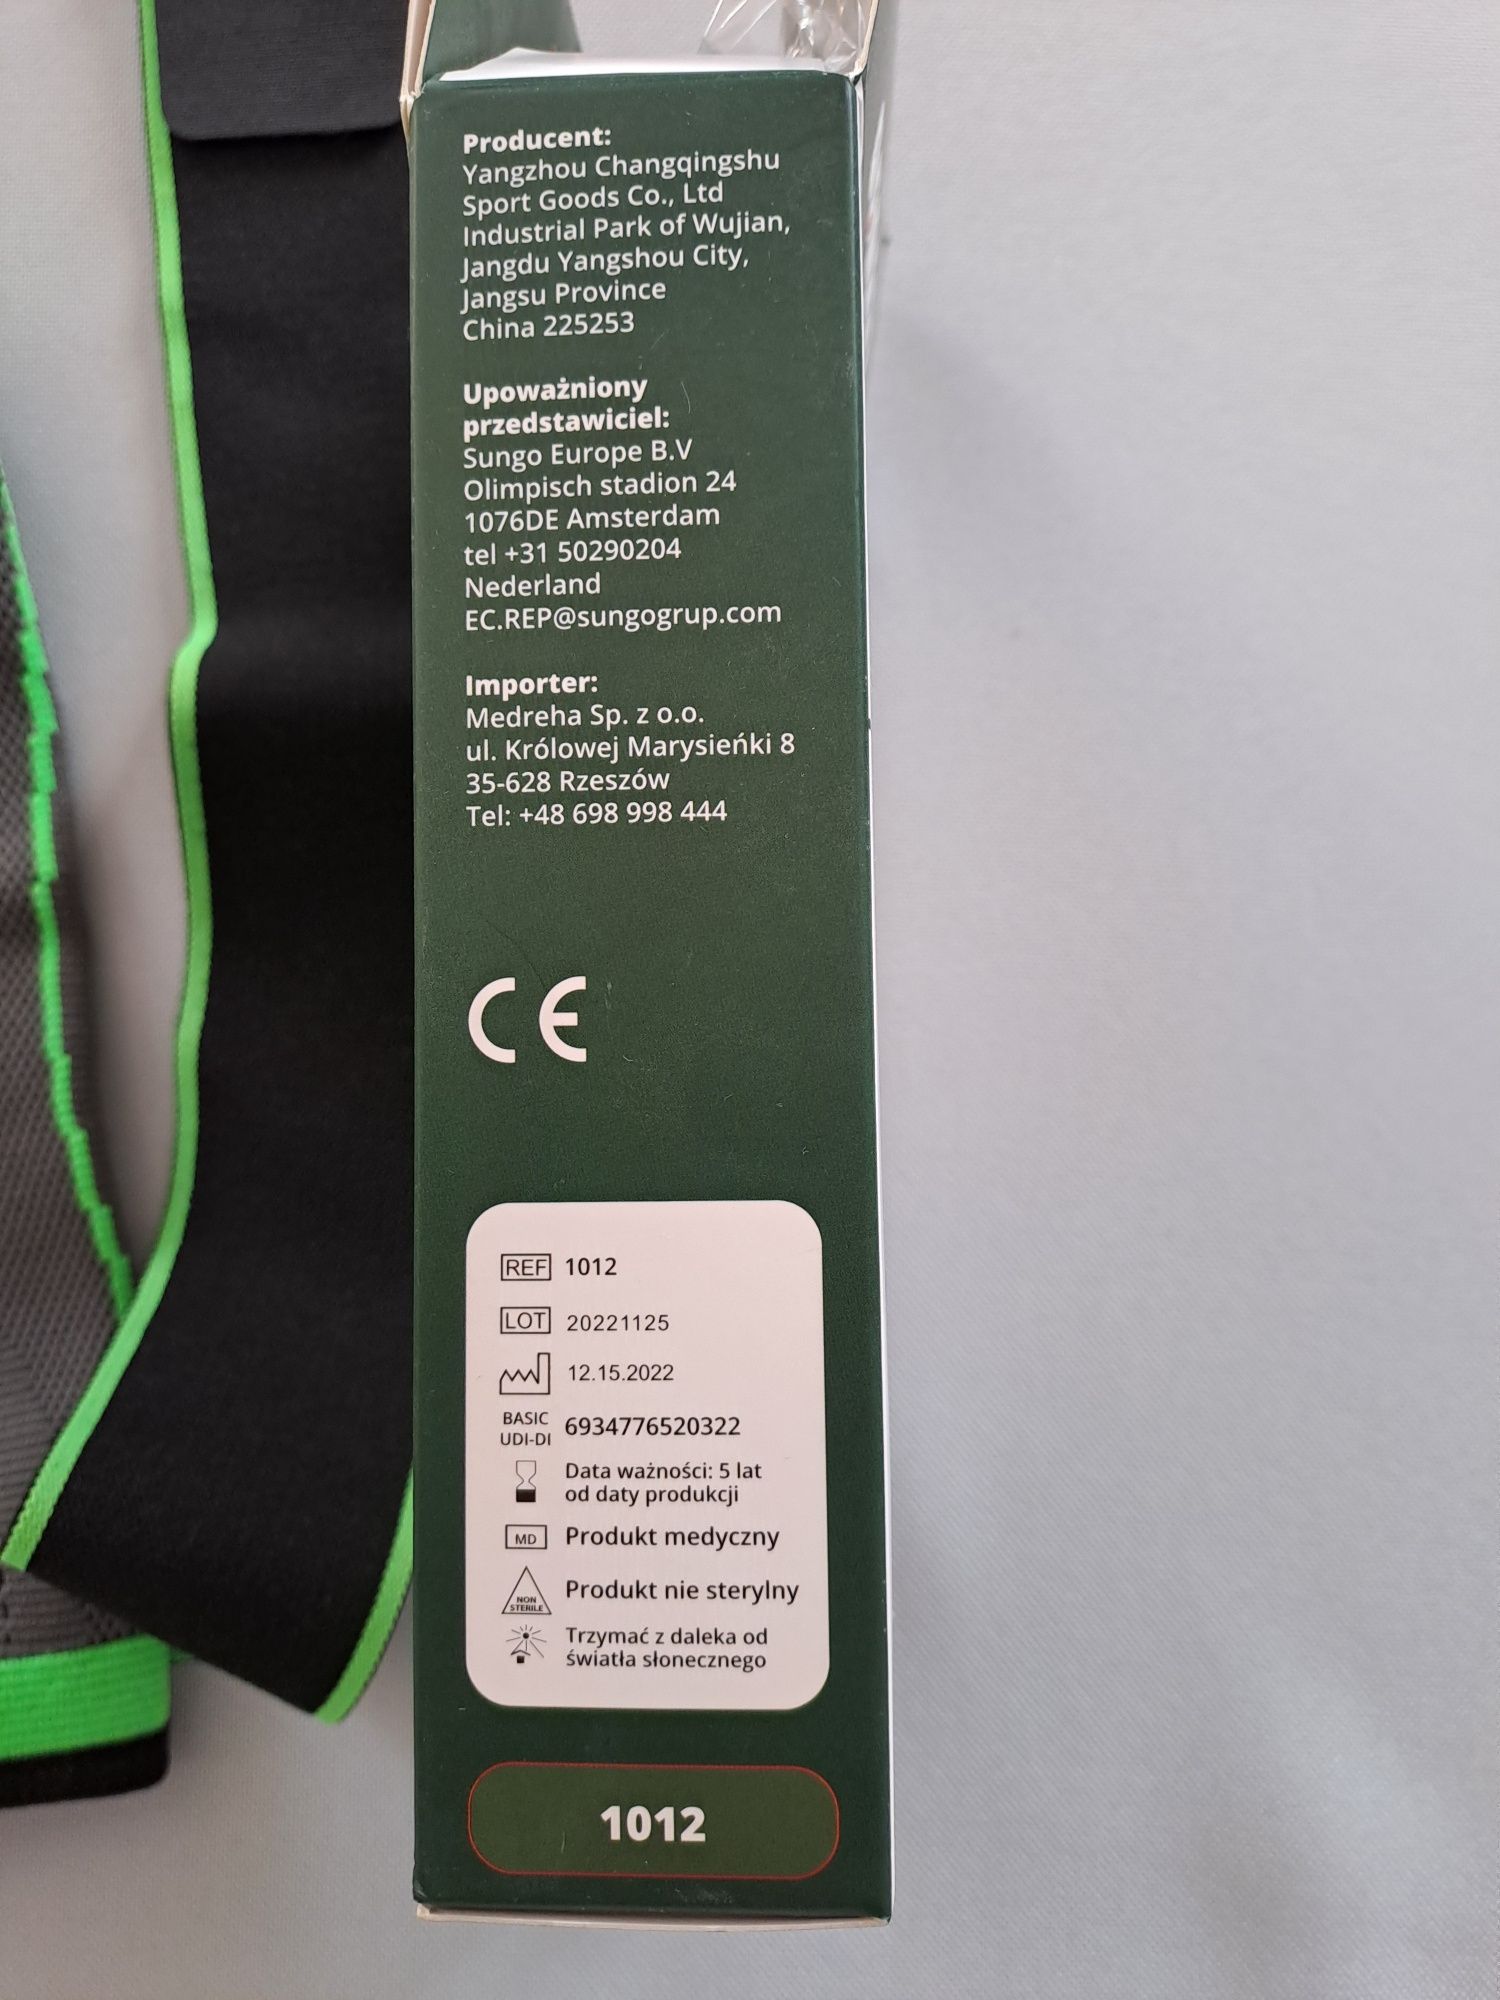 Producent:
Yangzhou Changqingshu
Sport Goods Co., Ltd
Industrial Park of Wujian,
Jangdu Yangshou City,
Jangsu Province
China 225253
Upoważniony
przedstawiciel:
Sungo Europe B.V
Olimpisch stadion 24
1076DE Amsterdam
tel +31 50290204
Nederland
EC.REP@sungogrup.com
Importer:
Medreha Sp. z o.o.
ul. Królowej Marysieńki 8
35-628 Rzeszów
Tel: +48 698 998 444
CE
REF 1012
LOT 20221125
12.15.2022
BASIC
UDI-DI 6934776520322
Data ważności: 5 lat
od daty produkcji
MD Produkt medyczny
NON
STERILE Produkt nie sterylny
Trzymać z daleka od
światła słonecznego
1012